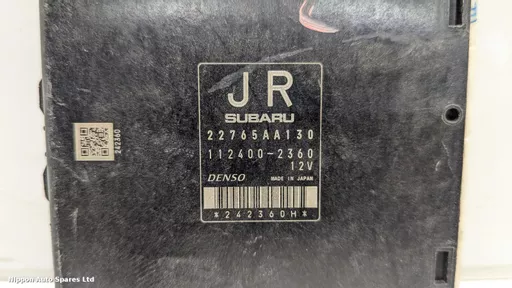 JR
SUBARU
22765AA130
112400-2360
12V
DENSO MADE IN JAPAN
*242360H*
242360
Nippon Auto Spares Ltd